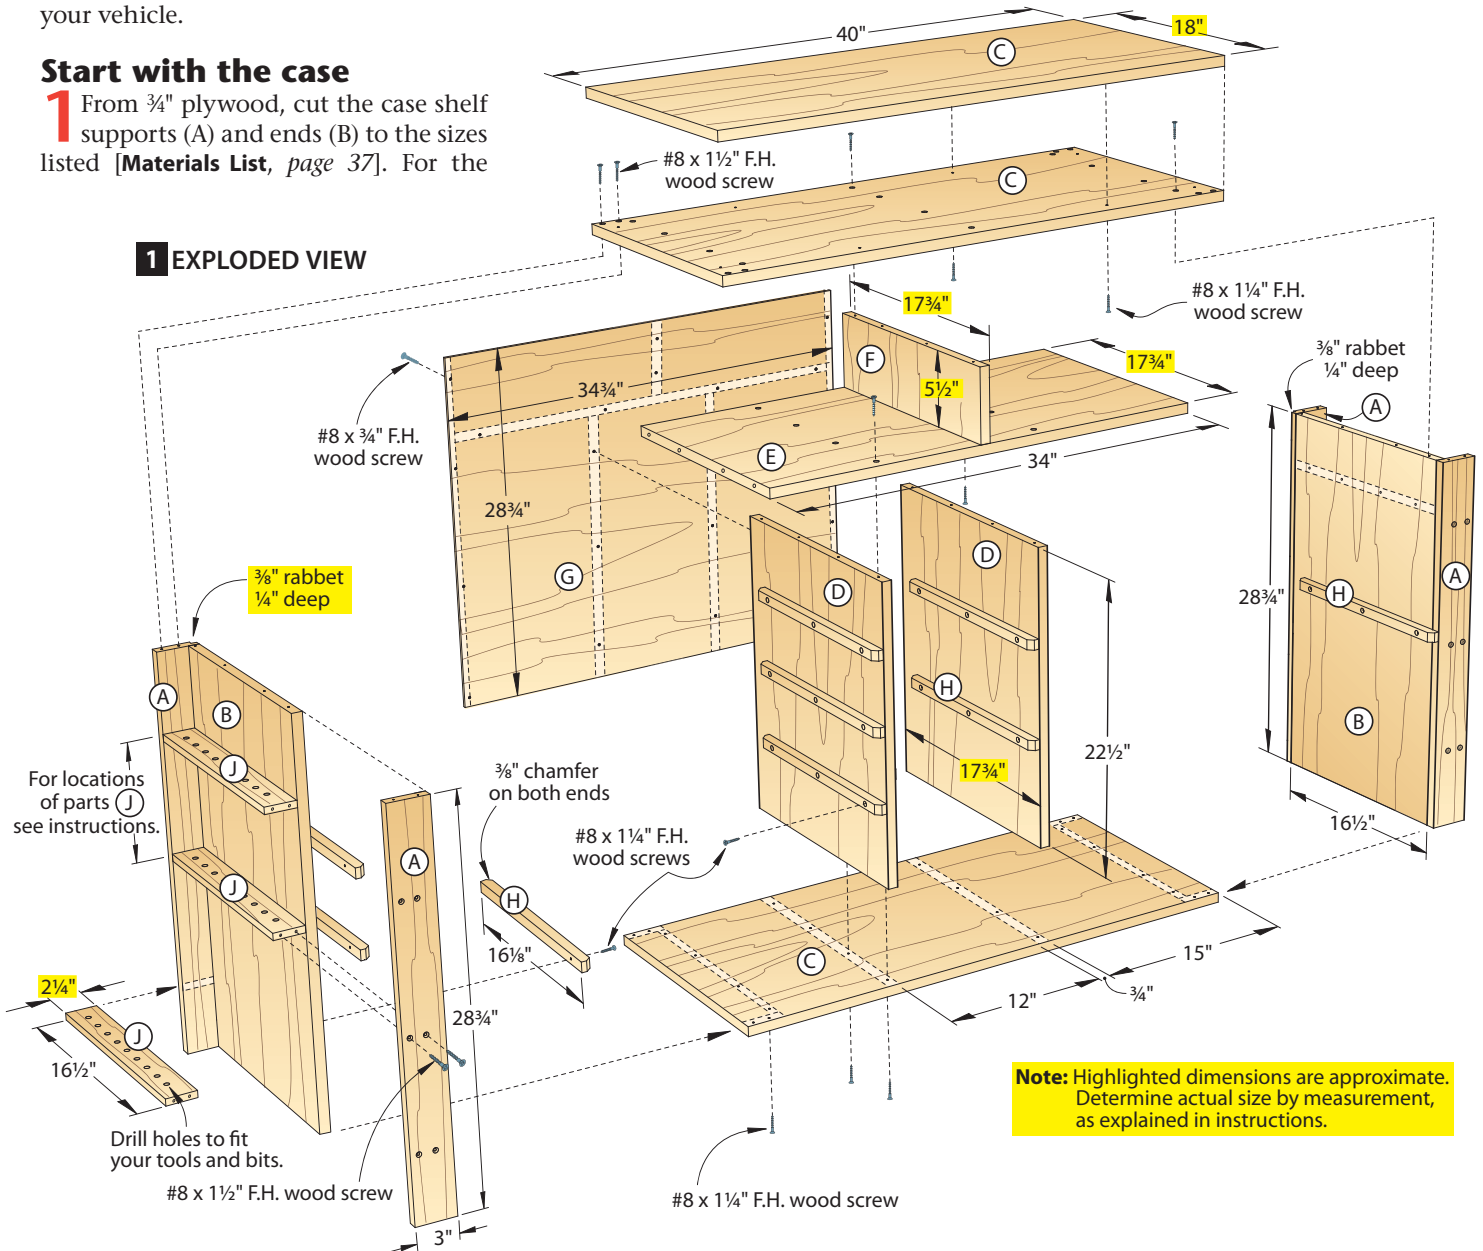 your vehicle.
Start with the case
1 From ¾" plywood, cut the case shelf
supports (A) and ends (B) to the sizes
listed [Materials List, page 37]. For the
1 EXPLODED VIEW
40"
18"
C
#8 x 1½" F.H.
wood screw
C
#8 x 1¼" F.H.
wood screw
17¾"
F
5½"
17¾"
⅜" rabbet
¼" deep
A
34¾"
#8 x ¾" F.H.
wood screw
E
34"
28¾"
G
D
D
H
A
28¾"
H
B
16½"
⅜" rabbet
¼" deep
A
B
J
For locations
of parts J
see instructions.
J
⅜" chamfer
on both ends
#8 x 1¼" F.H.
wood screws
17¾"
22½"
A
H
16⅛"
C
15"
12"
¾"
2¼"
J
16½"
28¾"
Drill holes to fit
your tools and bits.
#8 x 1½" F.H. wood screw
3"
#8 x 1¼" F.H. wood screw
Note: Highlighted dimensions are approximate.
Determine actual size by measurement,
as explained in instructions.